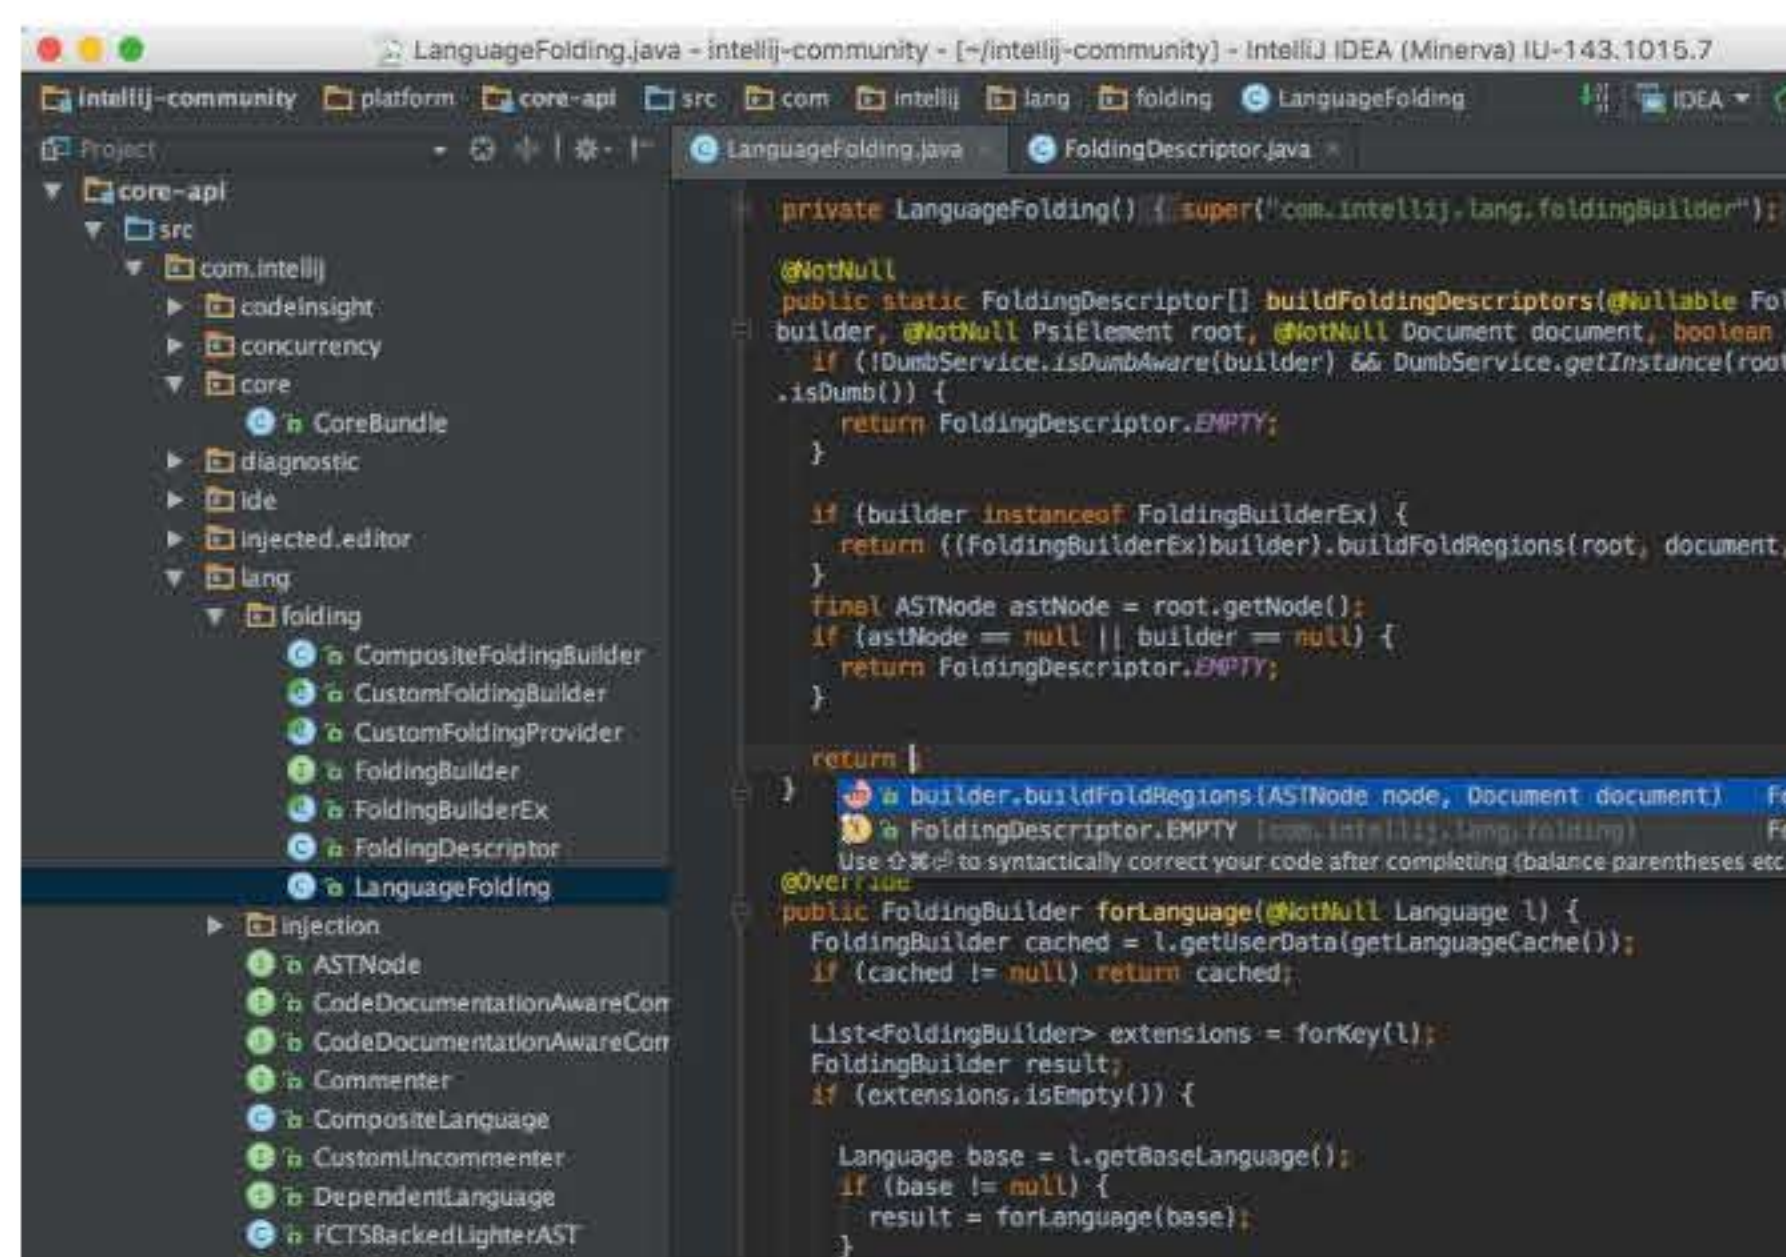 LanguageFolding.java - intellij-community - [~/intellij-community] - IntelliJ IDEA (Minerva) IU-143.1015.7
intellij-community platform core-api src com intellij lang folding LanguageFolding IDEA
Project
LanguageFolding.java FoldingDescriptor.java
core-api
src
com.intellij
codeInsight
concurrency
core
CoreBundle
diagnostic
ide
injected.editor
lang
folding
CompositeFoldingBuilder
CustomFoldingBuilder
CustomFoldingProvider
FoldingBuilder
FoldingBuilderEx
FoldingDescriptor
LanguageFolding
injection
ASTNode
CodeDocumentationAwareCom
CodeDocumentationAwareCom
Commenter
CompositeLanguage
CustomUncommenter
DependentLanguage
FCTSBackedLighterAST
private LanguageFolding() { super("com.intellij.lang.foldingBuilder");
@NotNull
public static FoldingDescriptor[] buildFoldingDescriptors(@Nullable Fol
builder, @NotNull PsiElement root, @NotNull Document document, boolean
if (!DumbService.isDumbAware(builder) && DumbService.getInstance(root
.isDumb()) {
return FoldingDescriptor.EMPTY;
}
if (builder instanceof FoldingBuilderEx) {
return ((FoldingBuilderEx)builder).buildFoldRegions(root, document,
}
final ASTNode astNode = root.getNode();
if (astNode == null || builder == null) {
return FoldingDescriptor.EMPTY;
}
return ;
}
builder.buildFoldRegions(ASTNode node, Document document) Fo
FoldingDescriptor.EMPTY (com.intellij.lang.folding) Fo
Use ⇧⌘⏎ to syntactically correct your code after completing (balance parentheses etc
@Override
public FoldingBuilder forLanguage(@NotNull Language l) {
FoldingBuilder cached = l.getUserData(getLanguageCache());
if (cached != null) return cached;
List<FoldingBuilder> extensions = forKey(l);
FoldingBuilder result;
if (extensions.isEmpty()) {
Language base = l.getBaseLanguage();
if (base != null) {
result = forLanguage(base);
}